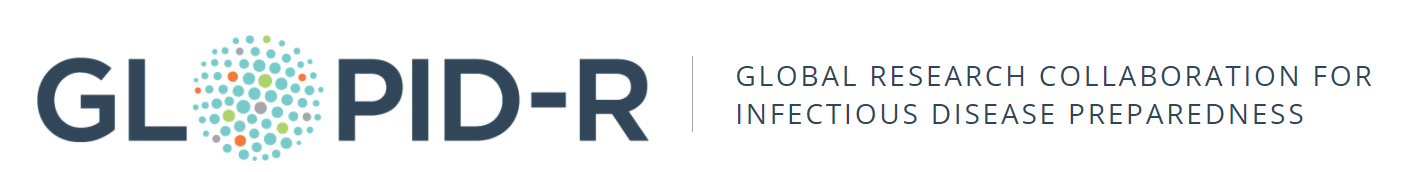 GLOPID-R
GLOBAL RESEARCH COLLABORATION FOR
INFECTIOUS DISEASE PREPAREDNESS